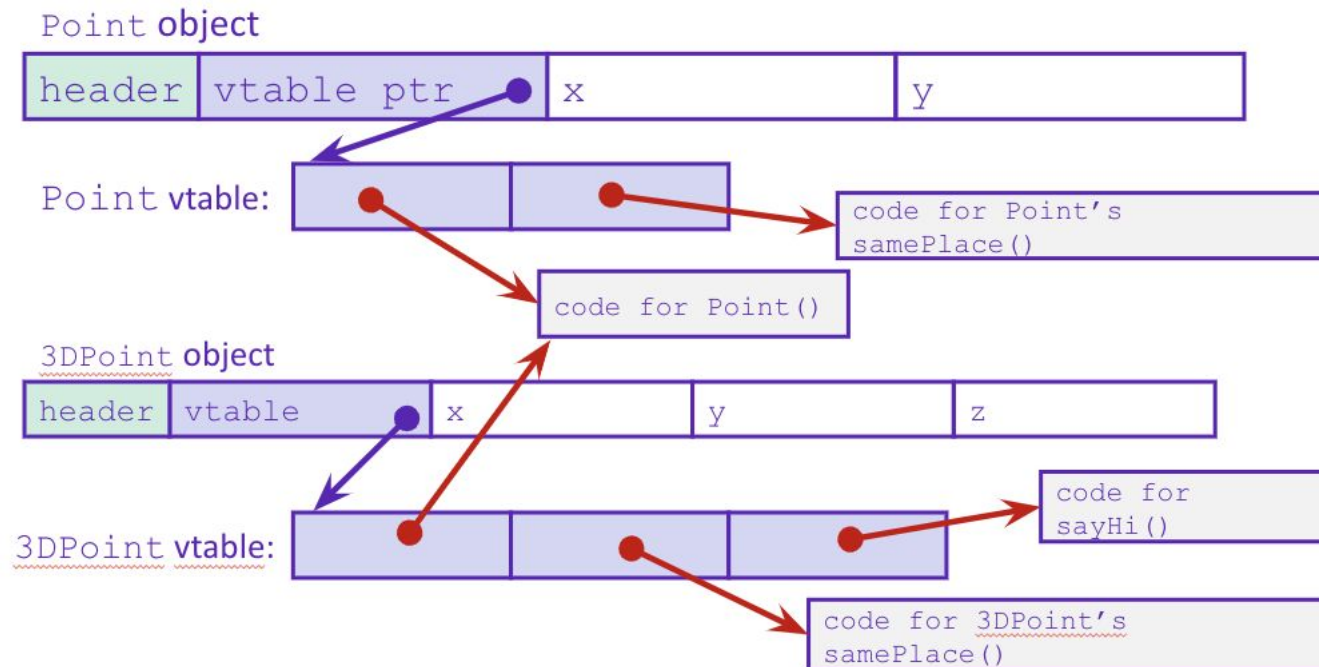 Point object
header vtable ptr x y
Point vtable:
code for Point’s
samePlace()
code for Point()
3DPoint object
header vtable x y z
code for
sayHi()
3DPoint vtable:
code for 3DPoint’s
samePlace()